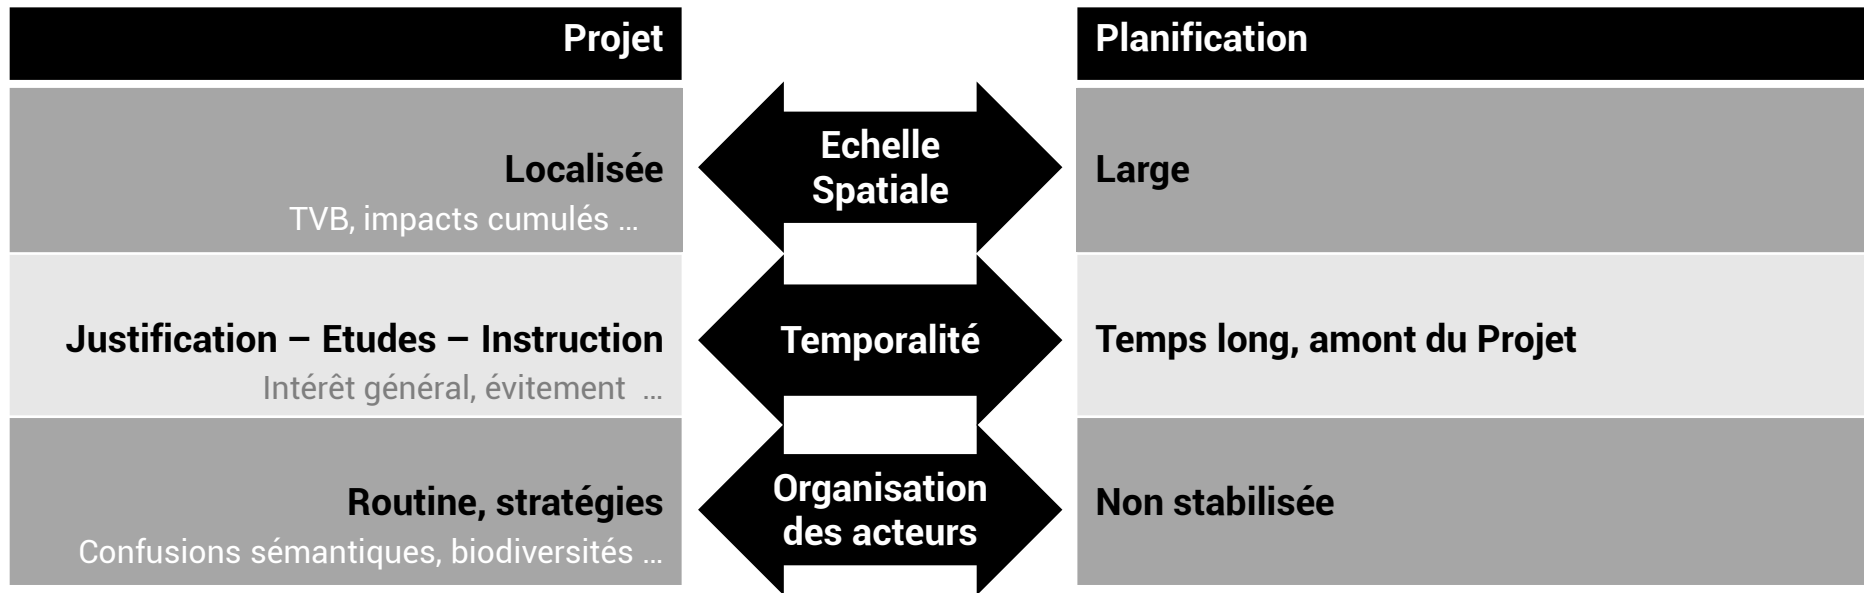 Projet
Planification
Localisée
TVB, impacts cumulés ...
Echelle
Spatiale
Large
Justification – Etudes – Instruction
Intérêt général, évitement ...
Temporalité
Temps long, amont du Projet
Routine, stratégies
Confusions sémantiques, biodiversités ...
Organisation
des acteurs
Non stabilisée